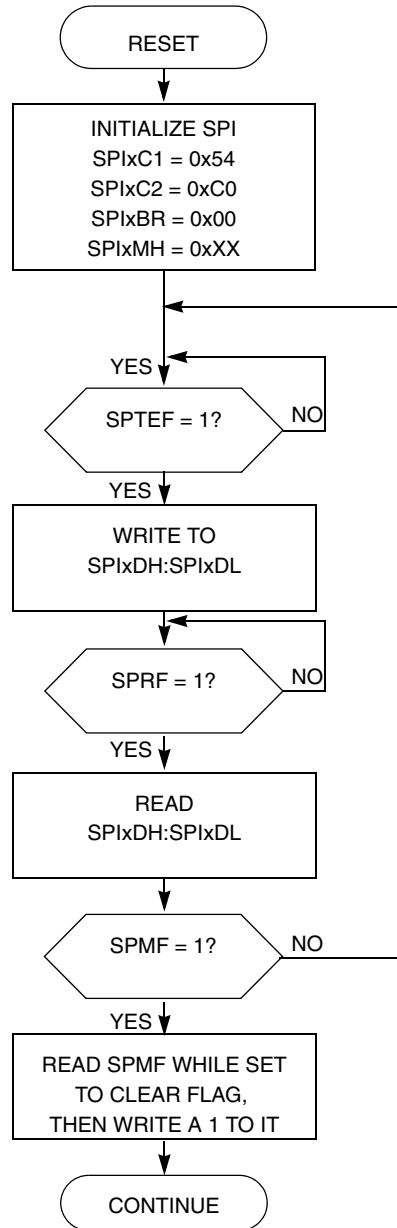 RESET
INITIALIZE SPI
SPIxC1 = 0x54
SPIxC2 = 0xC0
SPIxBR = 0x00
SPIxMH = 0xXX
YES
SPTEF = 1?
NO
YES
WRITE TO
SPIxDH:SPIxDL
SPRF = 1?
NO
YES
READ
SPIxDH:SPIxDL
SPMF = 1?
NO
YES
READ SPMF WHILE SET
TO CLEAR FLAG,
THEN WRITE A 1 TO IT
CONTINUE